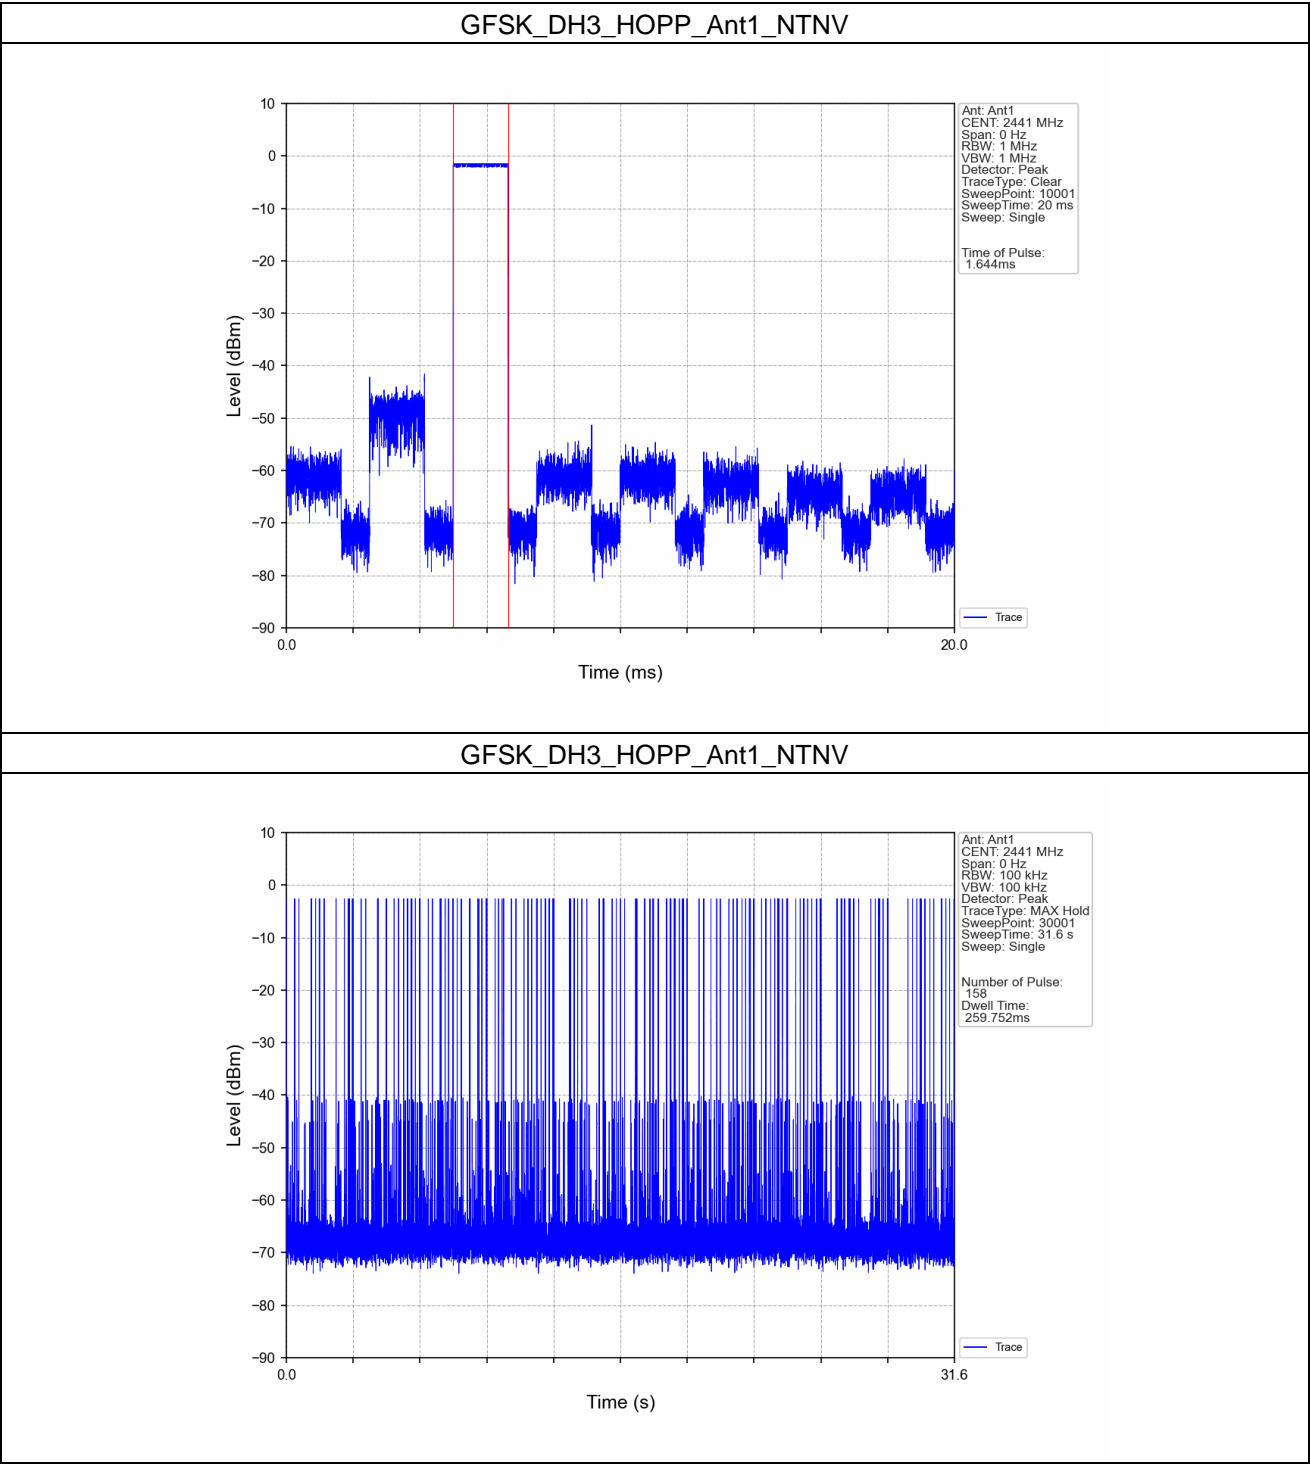 GFSK_DH3_HOPP_Ant1_NTNV
10
0
−10
−20
−30
−40
−50
−60
−70
−80
−90
Level (dBm)
0.0
20.0
Time (ms)
Ant: Ant1
CENT: 2441 MHz
Span: 0 Hz
RBW: 1 MHz
VBW: 1 MHz
Detector: Peak
TraceType: Clear
SweepPoint: 10001
SweepTime: 20 ms
Sweep: Single
Time of Pulse:
1.644ms
Trace
GFSK_DH3_HOPP_Ant1_NTNV
10
0
−10
−20
−30
−40
−50
−60
−70
−80
−90
Level (dBm)
0.0
31.6
Time (s)
Ant: Ant1
CENT: 2441 MHz
Span: 0 Hz
RBW: 100 kHz
VBW: 100 kHz
Detector: Peak
TraceType: MAX Hold
SweepPoint: 30001
SweepTime: 31.6 s
Sweep: Single
Number of Pulse:
158
Dwell Time:
259.752ms
Trace